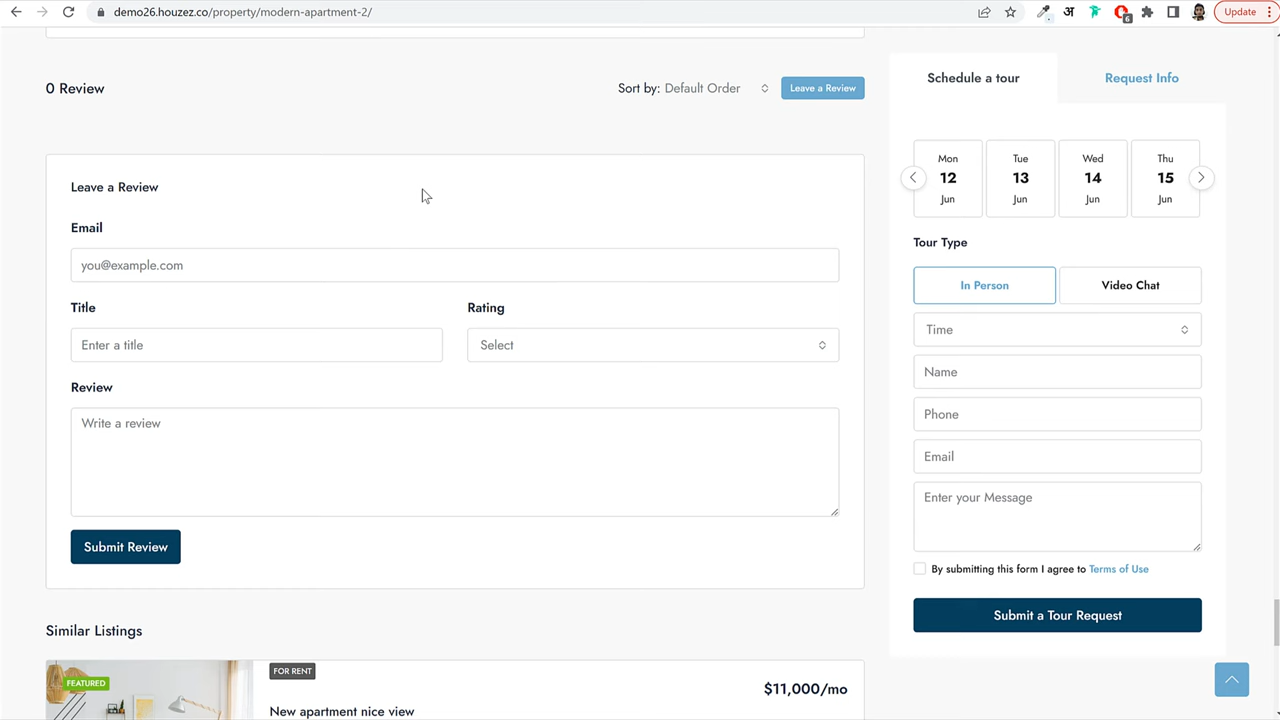 demo26.houzez.co/property/modern-apartment-2/
अ
6
Update
0 Review
Sort by: Default Order
Leave a Review
Leave a Review
Email
you@example.com
Title
Rating
Enter a title
Select
Review
Write a review
Submit Review
Similar Listings
FEATURED
FOR RENT
$11,000/mo
New apartment nice view
Schedule a tour
Request Info
Mon
12
Jun
Tue
13
Jun
Wed
14
Jun
Thu
15
Jun
Tour Type
In Person
Video Chat
Time
Name
Phone
Email
Enter your Message
By submitting this form I agree to Terms of Use
Submit a Tour Request